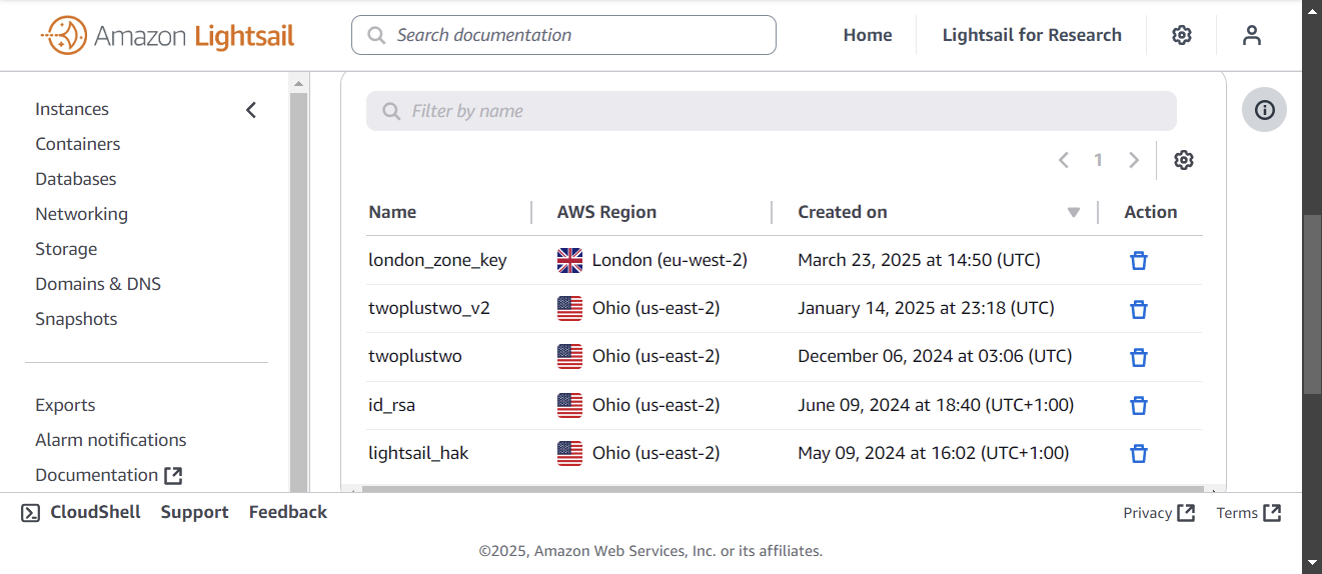 Amazon Lightsail Search documentation Home Lightsail for Research
Instances
Containers
Databases
Networking
Storage
Domains & DNS
Snapshots
Exports
Alarm notifications
Documentation
Filter by name
1
Name AWS Region Created on Action
london_zone_key London (eu-west-2) March 23, 2025 at 14:50 (UTC)
twoplustwo_v2 Ohio (us-east-2) January 14, 2025 at 23:18 (UTC)
twoplustwo Ohio (us-east-2) December 06, 2024 at 03:06 (UTC)
id_rsa Ohio (us-east-2) June 09, 2024 at 18:40 (UTC+1:00)
lightsail_hak Ohio (us-east-2) May 09, 2024 at 16:02 (UTC+1:00)
CloudShell Support Feedback Privacy Terms
©2025, Amazon Web Services, Inc. or its affiliates.